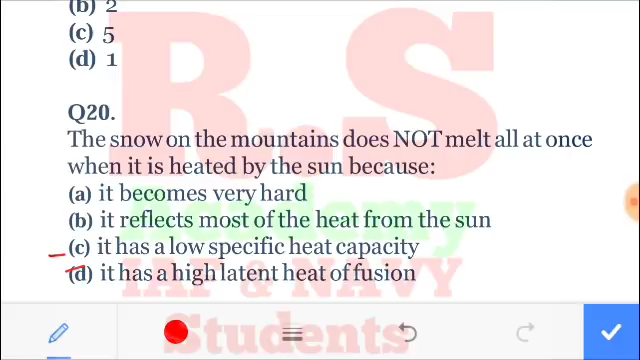 (b) 2
(c) 5
(d) 1
Q20.
The snow on the mountains does NOT melt all at once
when it is heated by the sun because:
(a) it becomes very hard
(b) it reflects most of the heat from the sun
(c) it has a low specific heat capacity
(d) it has a high latent heat of fusion
R S
Academy
IAF & NAVY
Students